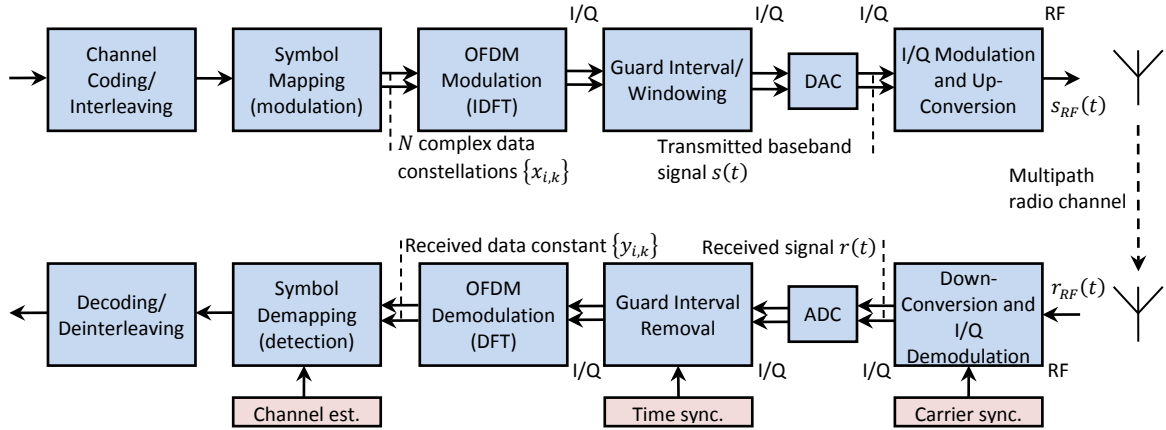 I/Q
I/Q
I/Q
RF
Channel
Coding/
Interleaving
Symbol
Mapping
(modulation)
OFDM
Modulation
(IDFT)
Guard Interval/
Windowing
DAC
I/Q Modulation
and Up-
Conversion
s_{RF}(t)
N complex data
constellations {x_{i,k}}
Transmitted baseband
signal s(t)
Multipath
radio channel
Received data constant {y_{i,k}}
Received signal r(t)
Decoding/
Deinterleaving
Symbol
Demapping
(detection)
OFDM
Demodulation
(DFT)
Guard Interval
Removal
ADC
Down-
Conversion and
I/Q
Demodulation
r_{RF}(t)
I/Q
I/Q
I/Q
RF
Channel est.
Time sync.
Carrier sync.